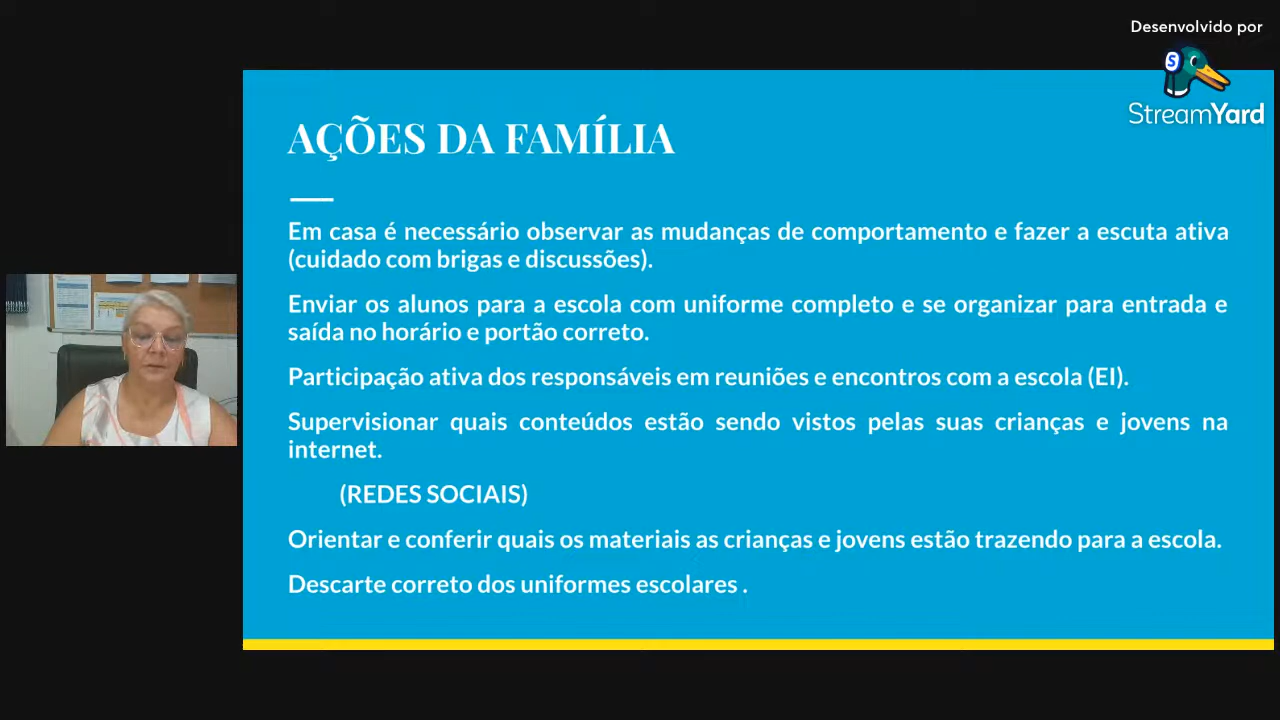 Desenvolvido por
StreamYard
AÇÕES DA FAMÍLIA
Em casa é necessário observar as mudanças de comportamento e fazer a escuta ativa
(cuidado com brigas e discussões).
Enviar os alunos para a escola com uniforme completo e se organizar para entrada e
saída no horário e portão correto.
Participação ativa dos responsáveis em reuniões e encontros com a escola (EI).
Supervisionar quais conteúdos estão sendo vistos pelas suas crianças e jovens na
internet.
(REDES SOCIAIS)
Orientar e conferir quais os materiais as crianças e jovens estão trazendo para a escola.
Descarte correto dos uniformes escolares .